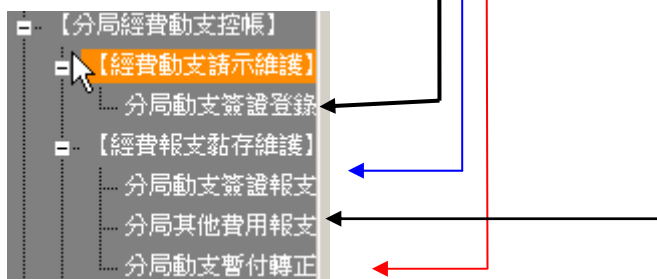 【分局經費動支控帳】
【經費動支請示維護】
分局動支簽證登錄
【經費報支黏存維護】
分局動支簽證報支
分局其他費用報支
分局動支暫付轉正